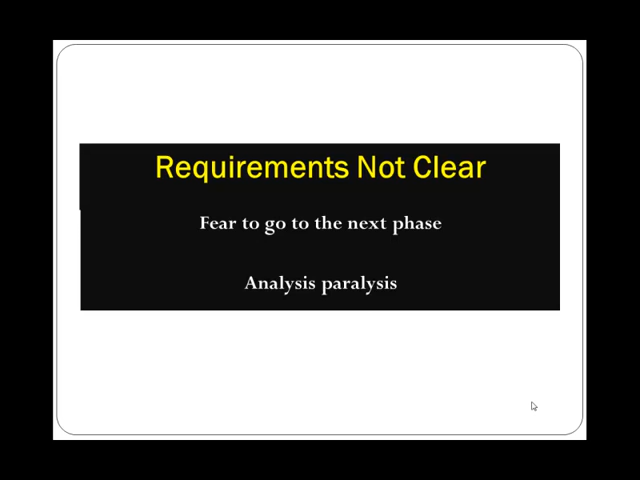 Requirements Not Clear
Fear to go to the next phase
Analysis paralysis